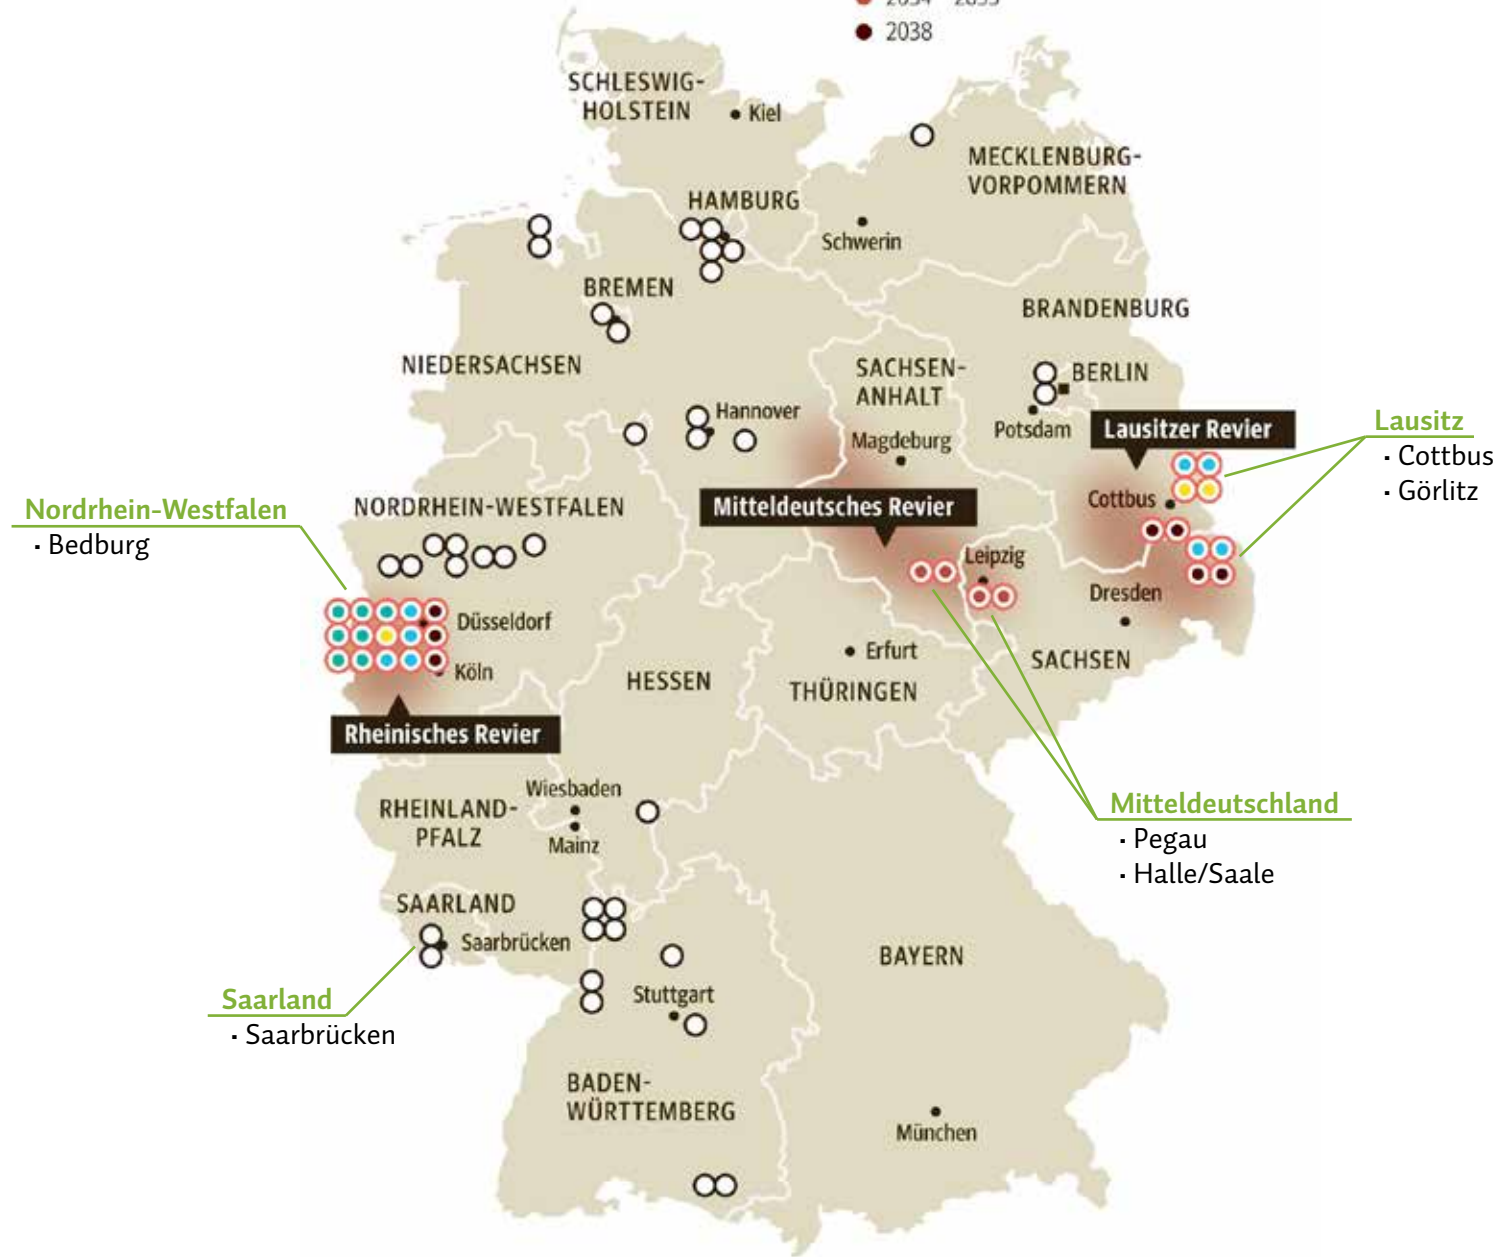 2038
SCHLESWIG-
HOLSTEIN
Kiel
MECKLENBURG-
VORPOMMERN
HAMBURG
Schwerin
BREMEN
BRANDENBURG
NIEDERSACHSEN
SACHSEN-
ANHALT
BERLIN
Hannover
Potsdam
Magdeburg
Lausitzer Revier
Lausitz
· Cottbus
· Görlitz
Cottbus
Mitteldeutsches Revier
Nordrhein-Westfalen
· Bedburg
NORDRHEIN-WESTFALEN
Leipzig
Dresden
Düsseldorf
Köln
Erfurt
SACHSEN
HESSEN
THÜRINGEN
Rheinisches Revier
Wiesbaden
Mainz
RHEINLAND-
PFALZ
Mitteldeutschland
· Pegau
· Halle/Saale
SAARLAND
Saarbrücken
BAYERN
Saarland
· Saarbrücken
Stuttgart
BADEN-
WÜRTTEMBERG
München